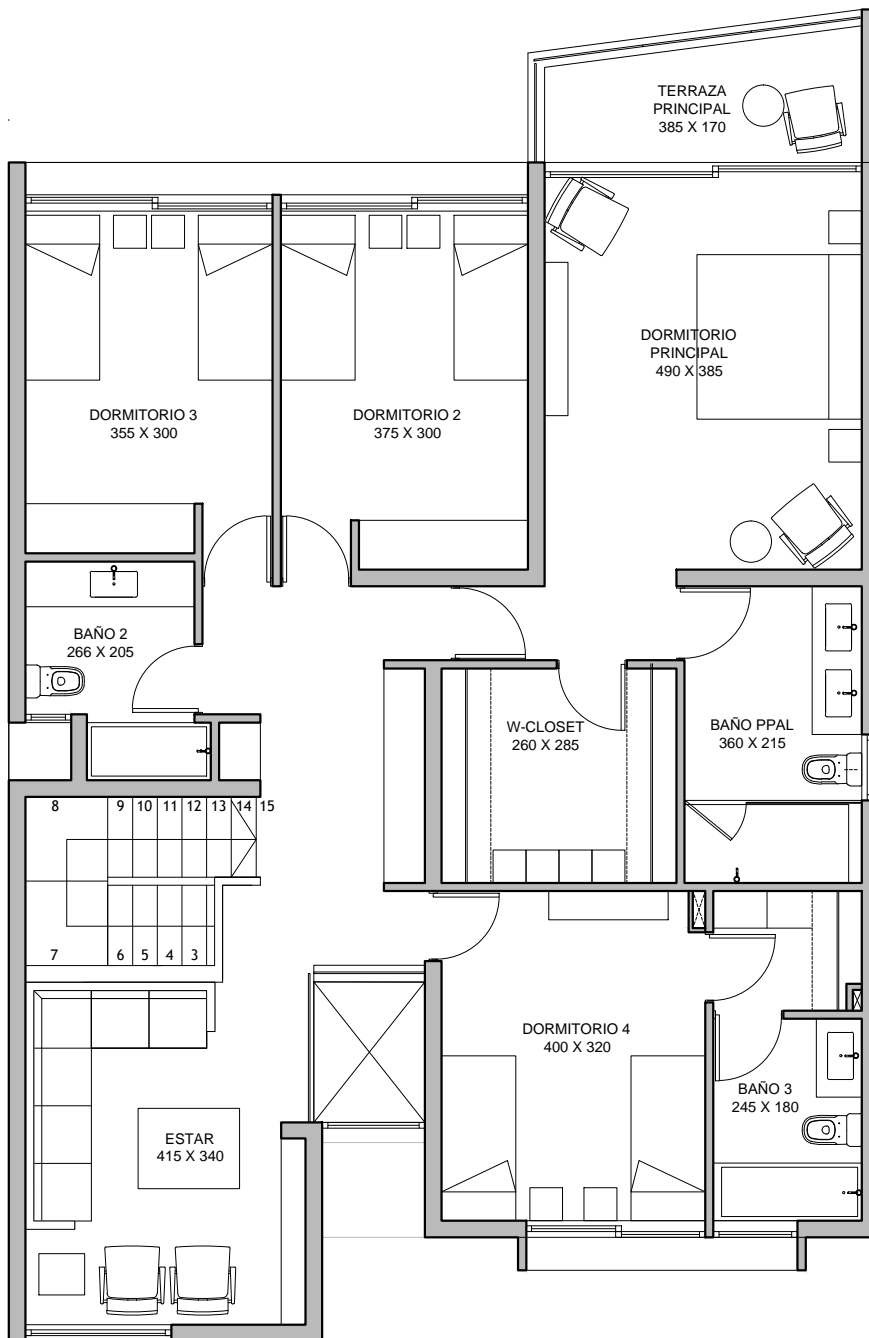 TERRAZA
PRINCIPAL
385 X 170
DORMITORIO
PRINCIPAL
490 X 385
DORMITORIO 3
355 X 300
DORMITORIO 2
375 X 300
BAÑO 2
266 X 205
W-CLOSET
260 X 285
BAÑO PPAL
360 X 215
8 9 10 11 12 13 14 15
7 6 5 4 3
DORMITORIO 4
400 X 320
BAÑO 3
245 X 180
ESTAR
415 X 340